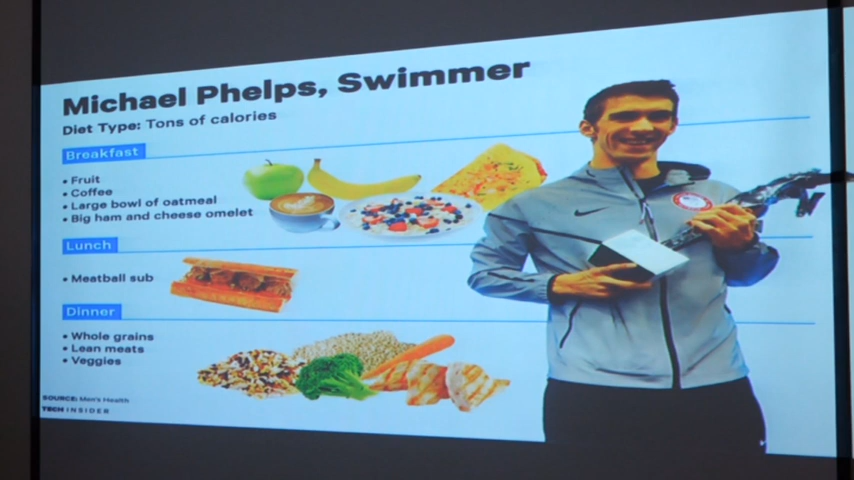 Michael Phelps, Swimmer
Diet Type: Tons of calories
Breakfast
• Fruit
• Coffee
• Large bowl of oatmeal
• Big ham and cheese omelet
Lunch
• Meatball sub
Dinner
• Whole grains
• Lean meats
• Veggies
SOURCE: Men's Health
TECH INSIDER